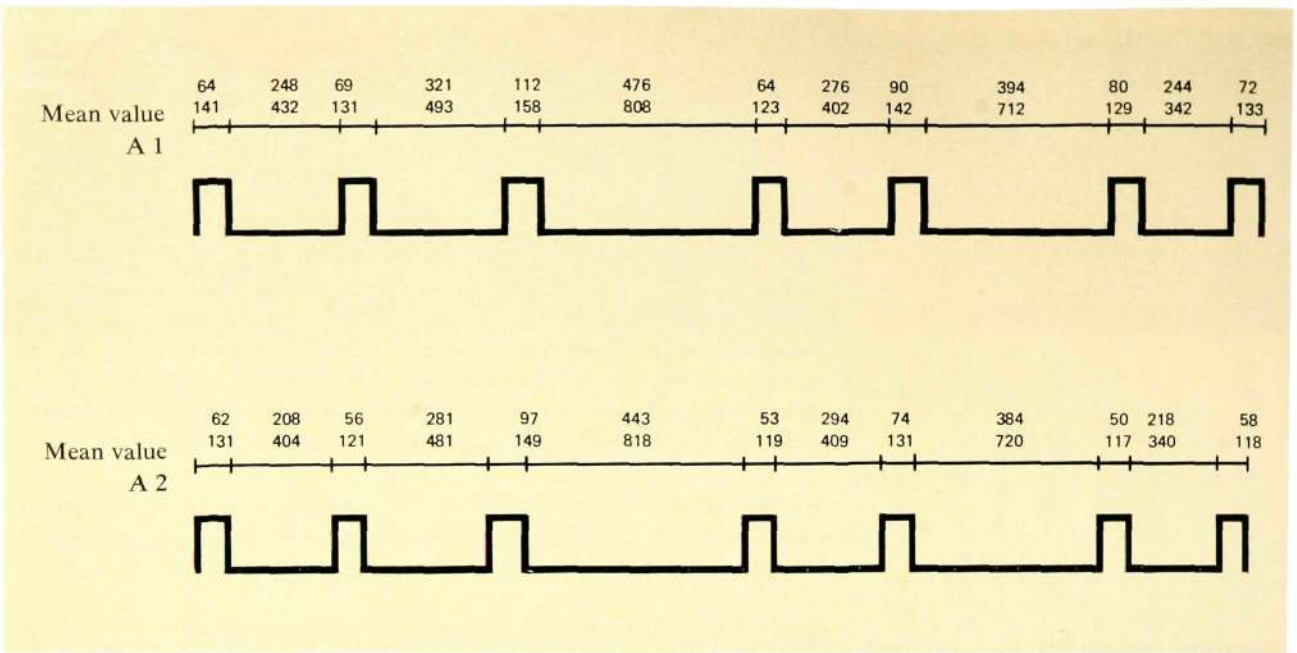 64 248 69 321 112 476 64 276 90 394 80 244 72
141 432 131 493 158 808 123 402 142 712 129 342 133
Mean value
A 1
62 208 56 281 97 443 53 294 74 384 50 218 58
131 404 121 481 149 818 119 409 131 720 117 340 118
Mean value
A 2